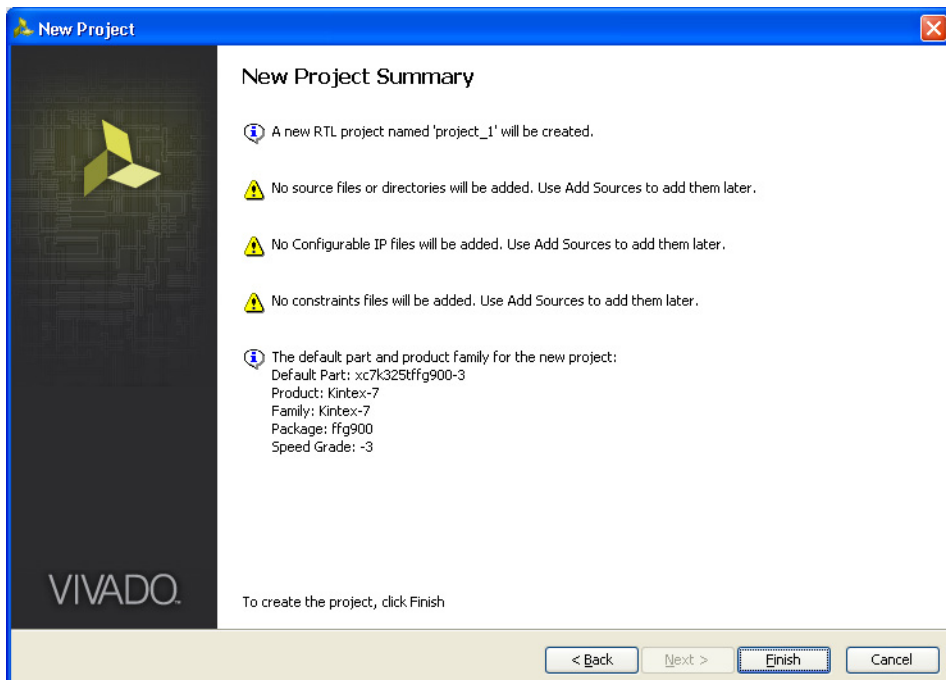 New Project
New Project Summary
A new RTL project named 'project_1' will be created.
No source files or directories will be added. Use Add Sources to add them later.
No Configurable IP files will be added. Use Add Sources to add them later.
No constraints files will be added. Use Add Sources to add them later.
The default part and product family for the new project:
Default Part: xc7k325tffg900-3
Product: Kintex-7
Family: Kintex-7
Package: ffg900
Speed Grade: -3
VIVADO™
To create the project, click Finish
< Back Next > Finish Cancel